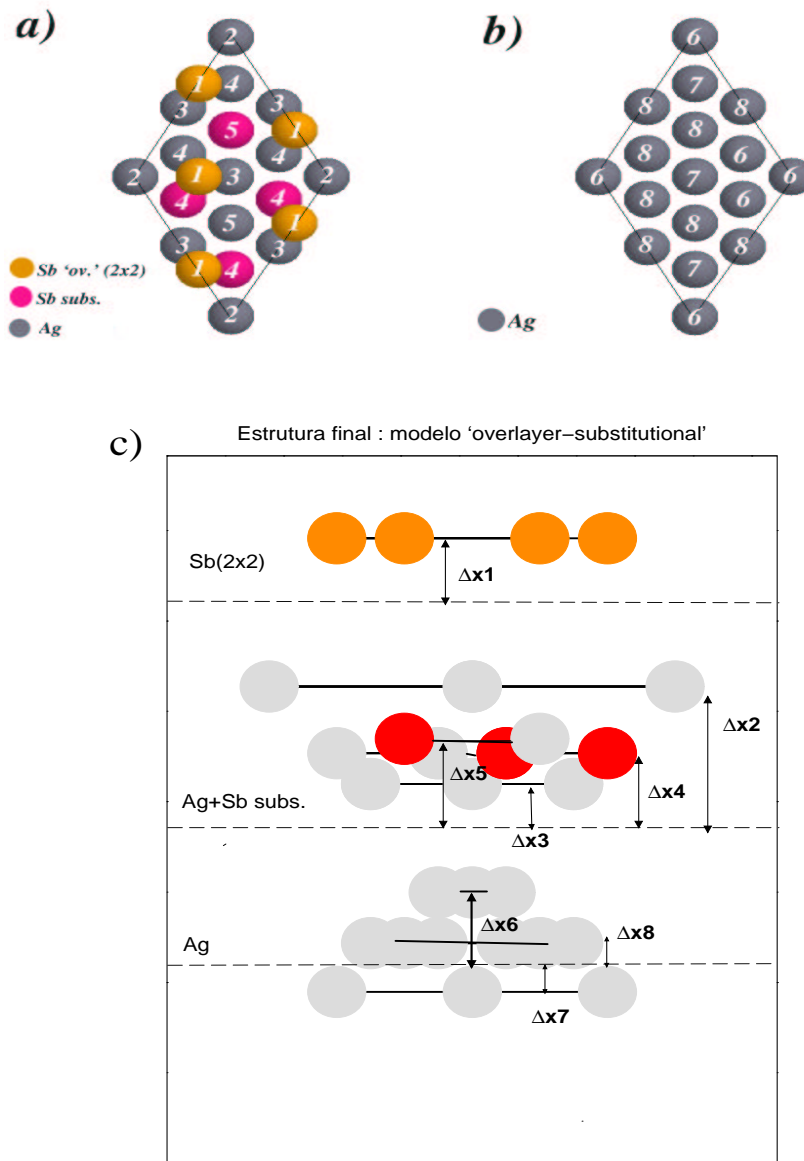 a)
2
1 4
3 3
5 1
4 4
2 1 3 2
4 4
5 1
3 3
1 4
2
Sb 'ov.' (2x2)
Sb subs.
Ag
b)
6
7
8 8
8
8 6
6 7 6
8 6
8
8 8
7
6
Ag
c)
Estrutura final : modelo ‘overlayer−substitutional’
Sb(2x2)
Δx1
Δx2
Δx5
Δx4
Ag+Sb subs.
Δx3
Δx6
Δx8
Ag
Δx7